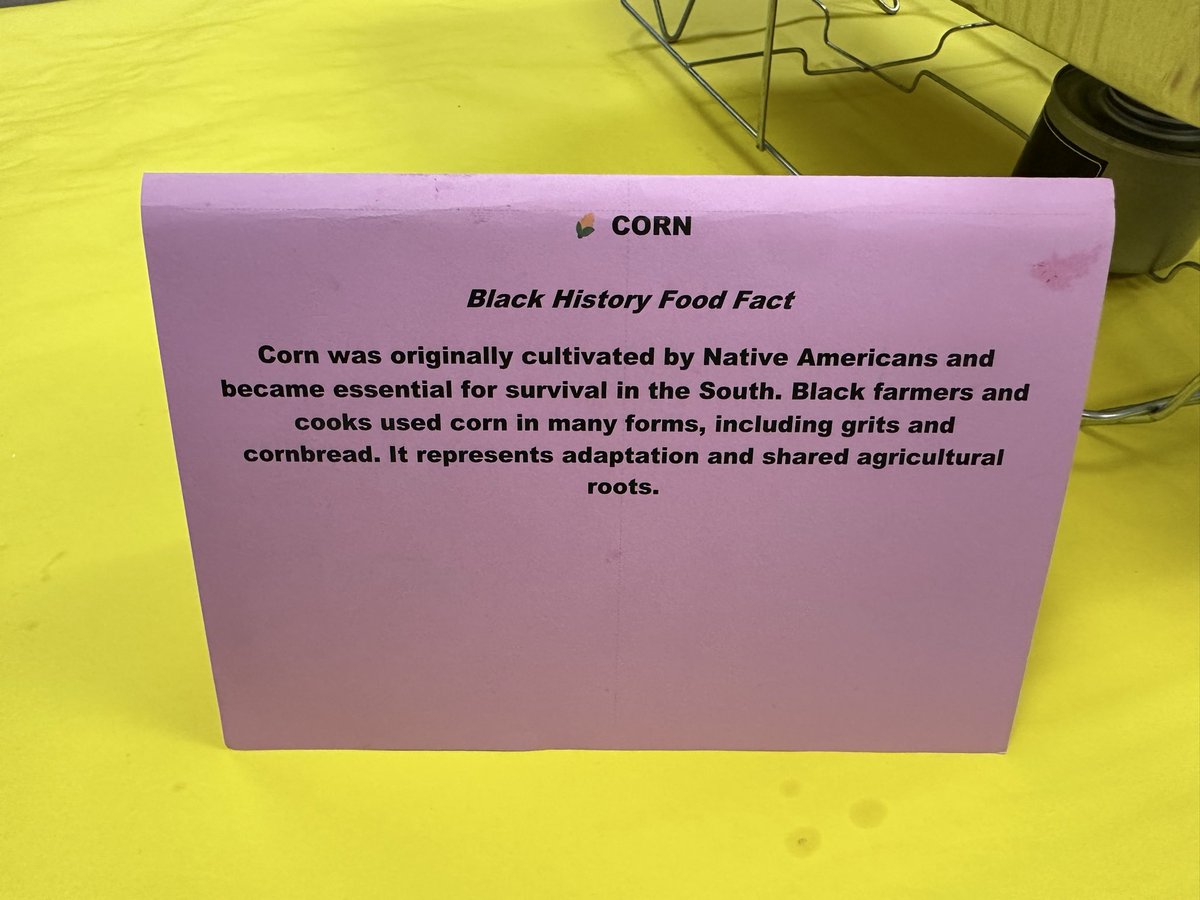 🌽 CORN
Black History Food Fact
Corn was originally cultivated by Native Americans and
became essential for survival in the South. Black farmers and
cooks used corn in many forms, including grits and
cornbread. It represents adaptation and shared agricultural
roots.